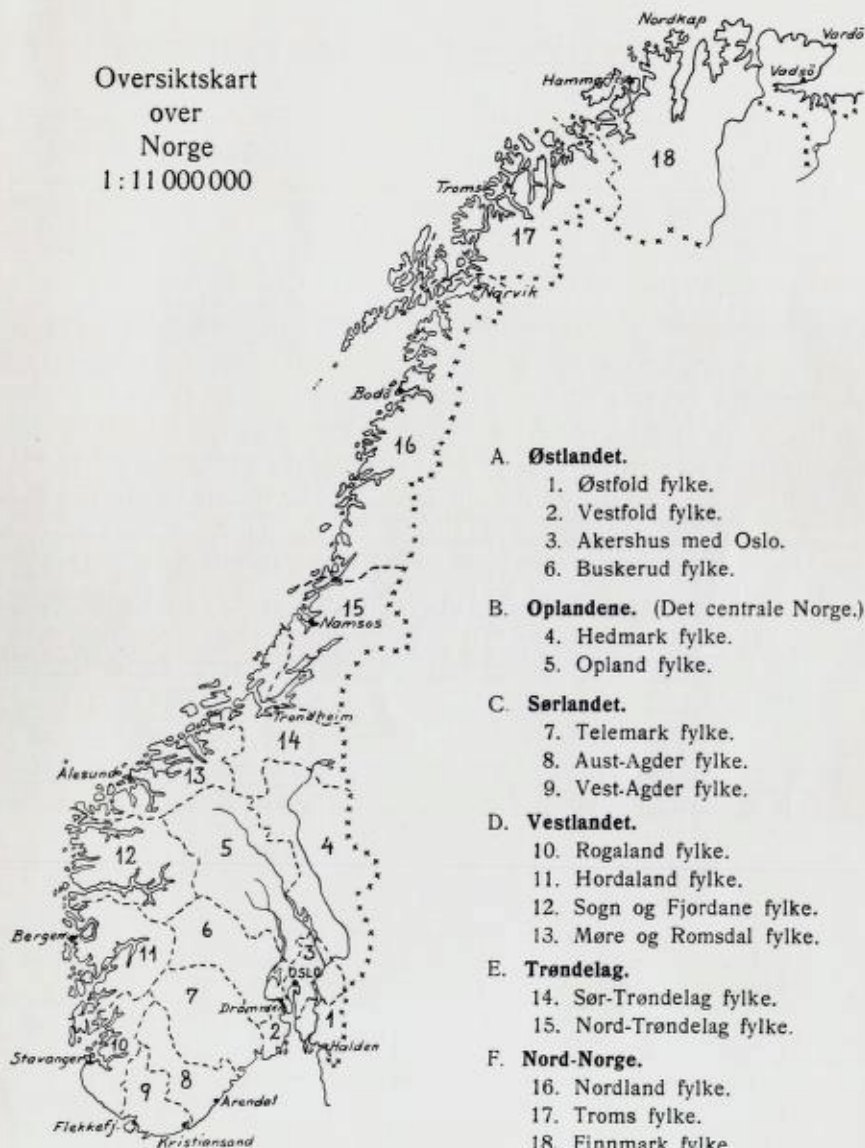 Oversiktskart
over
Norge
1 : 11 000 000
Nordkap
Vardö
Vadsö
Hammerfest
18
Tromsö
17
Narvik
Bodö
16
15
Namsos
Trondheim
14
Ålesund
13
12
5
4
Bergen
11
6
3
OSLO
7
Drammen
2
1
Halden
Stavanger
10
9
8
Arendal
Flekkefj.
Kristiansand
A. Østlandet.
1. Østfold fylke.
2. Vestfold fylke.
3. Akershus med Oslo.
6. Buskerud fylke.
B. Oplandene. (Det centrale Norge.)
4. Hedmark fylke.
5. Opland fylke.
C. Sørlandet.
7. Telemark fylke.
8. Aust-Agder fylke.
9. Vest-Agder fylke.
D. Vestlandet.
10. Rogaland fylke.
11. Hordaland fylke.
12. Sogn og Fjordane fylke.
13. Møre og Romsdal fylke.
E. Trøndelag.
14. Sør-Trøndelag fylke.
15. Nord-Trøndelag fylke.
F. Nord-Norge.
16. Nordland fylke.
17. Troms fylke.
18. Finnmark fylke.